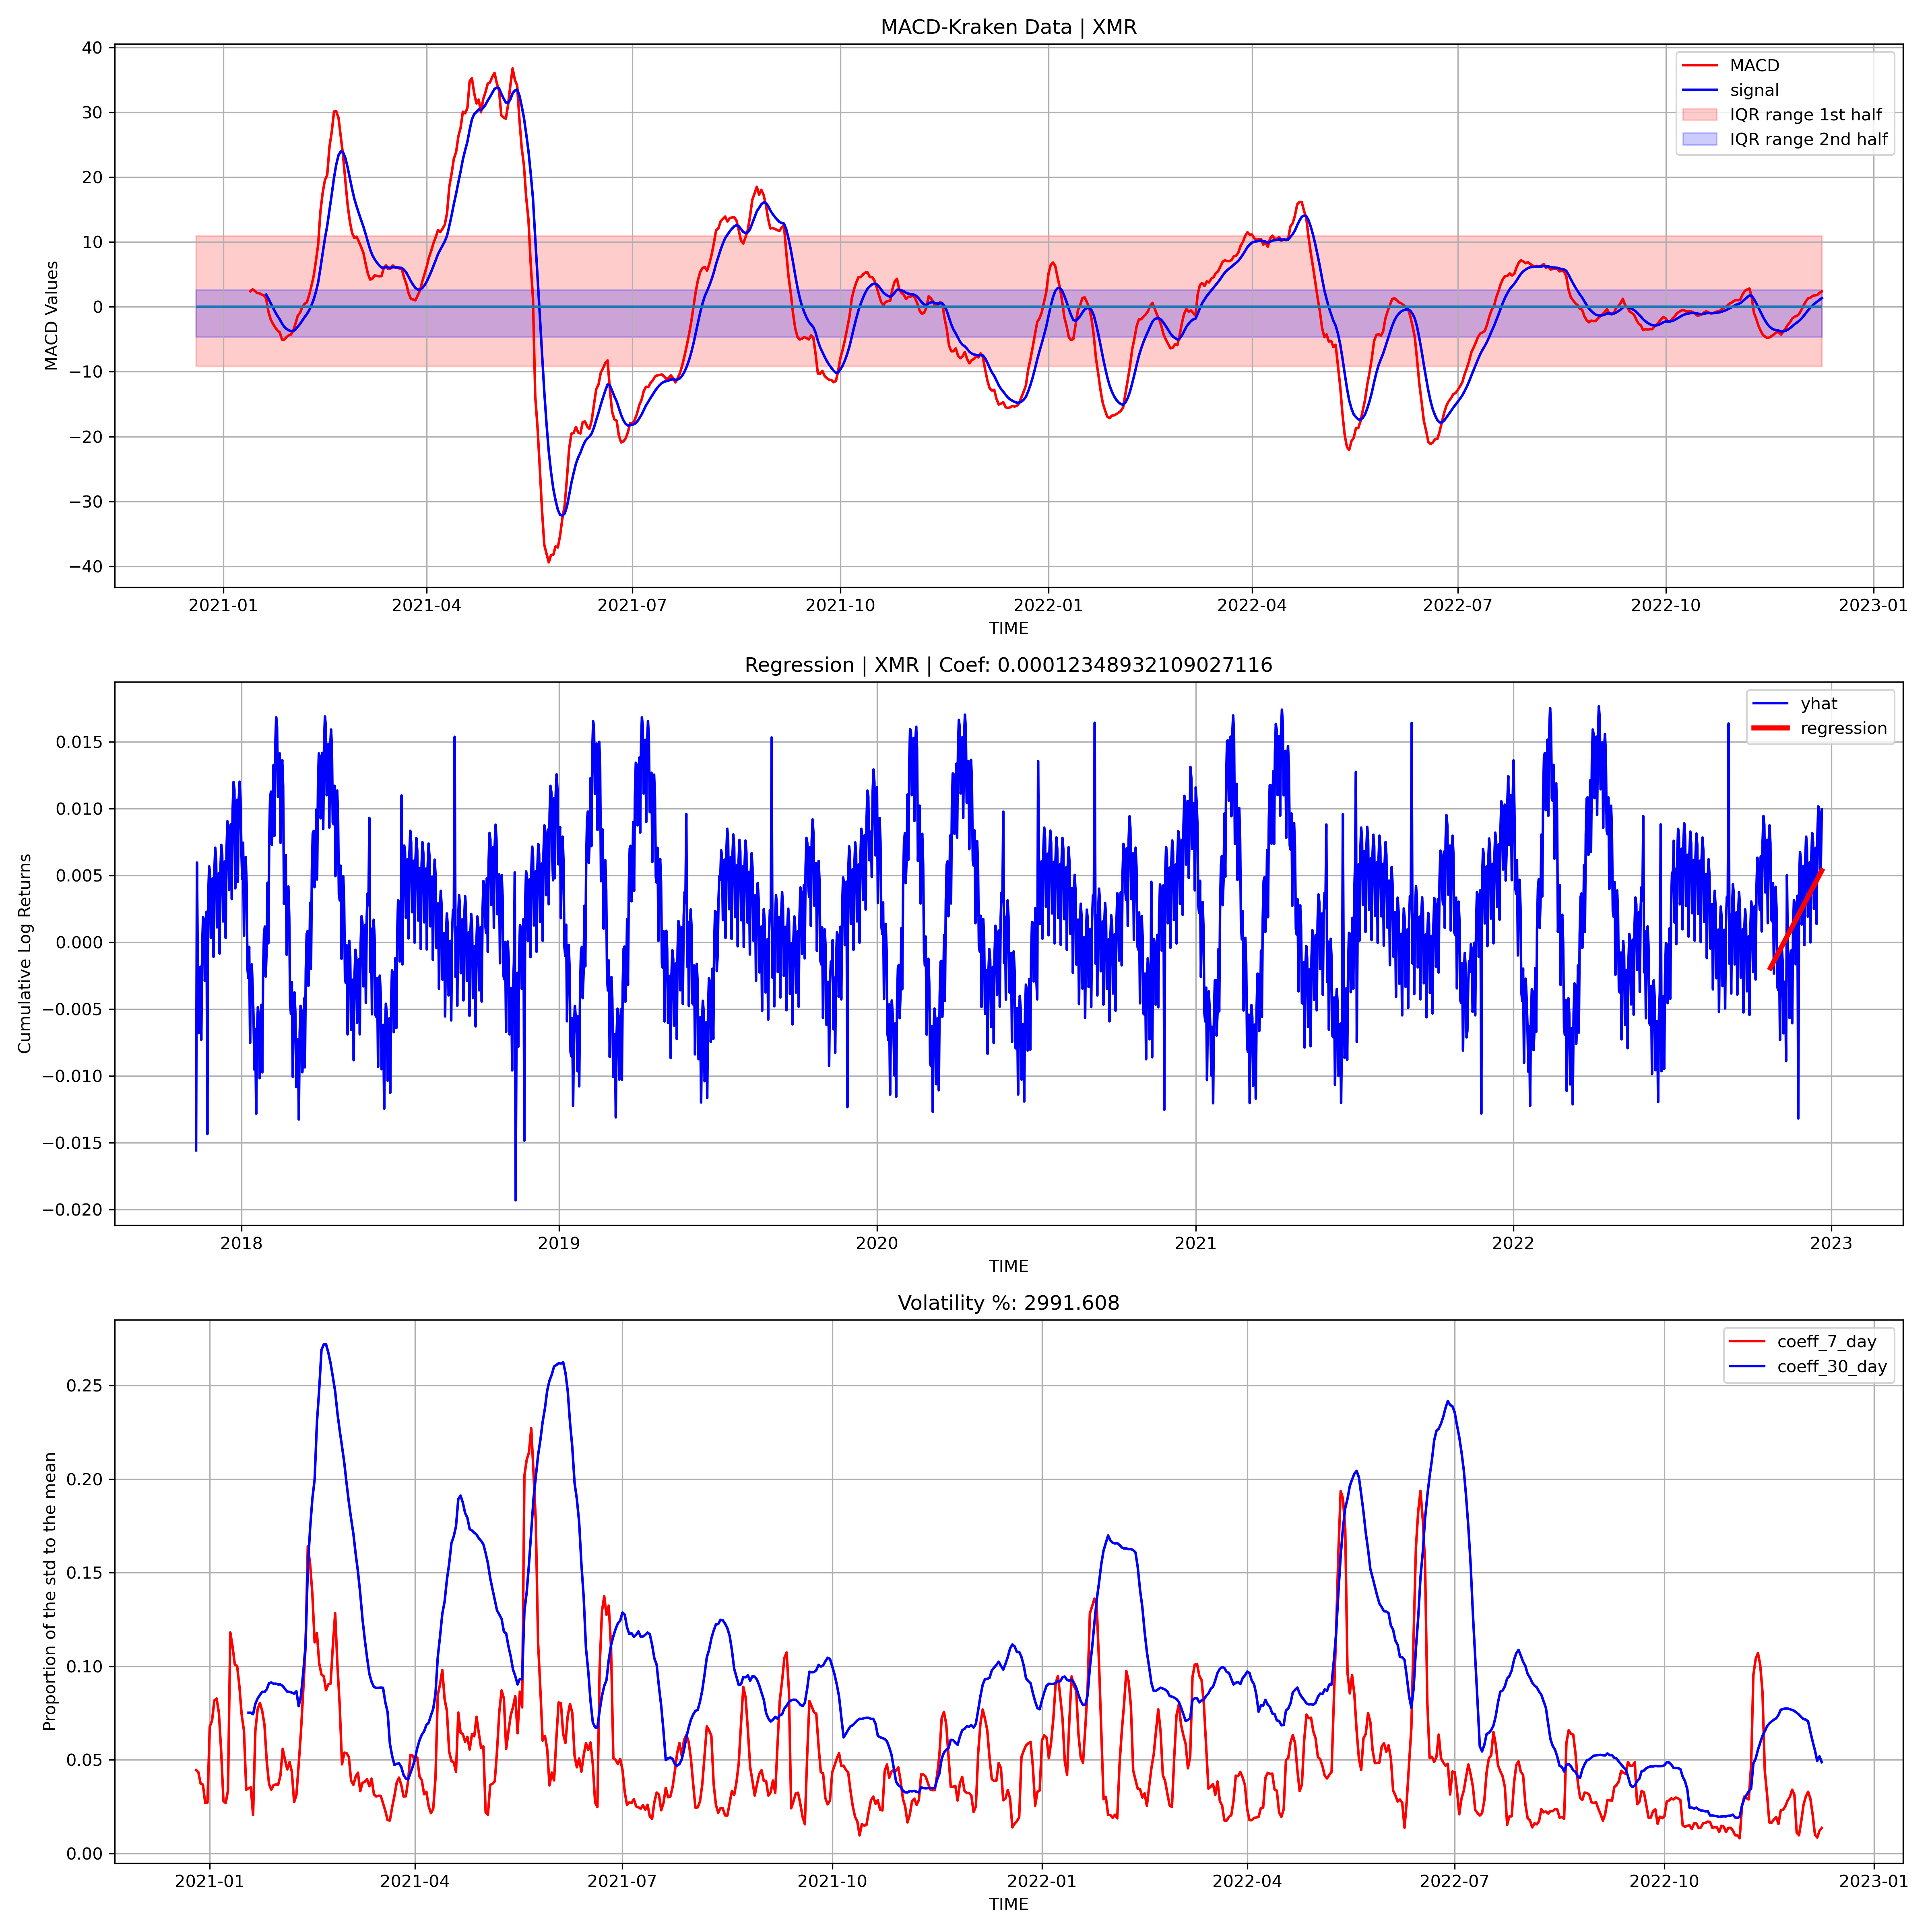 MACD-Kraken Data | XMR
40
30
20
10
0
−10
−20
−30
−40
MACD Values
MACD
signal
IQR range 1st half
IQR range 2nd half
2021-01 2021-04 2021-07 2021-10 2022-01 2022-04 2022-07 2022-10 2023-01
TIME
Regression | XMR | Coef: 0.00012348932109027116
0.015
0.010
0.005
0.000
−0.005
−0.010
−0.015
−0.020
Cumulative Log Returns
yhat
regression
2018 2019 2020 2021 2022 2023
TIME
Volatility %: 2991.608
0.25
0.20
0.15
0.10
0.05
0.00
Proportion of the std to the mean
coeff_7_day
coeff_30_day
2021-01 2021-04 2021-07 2021-10 2022-01 2022-04 2022-07 2022-10 2023-01
TIME